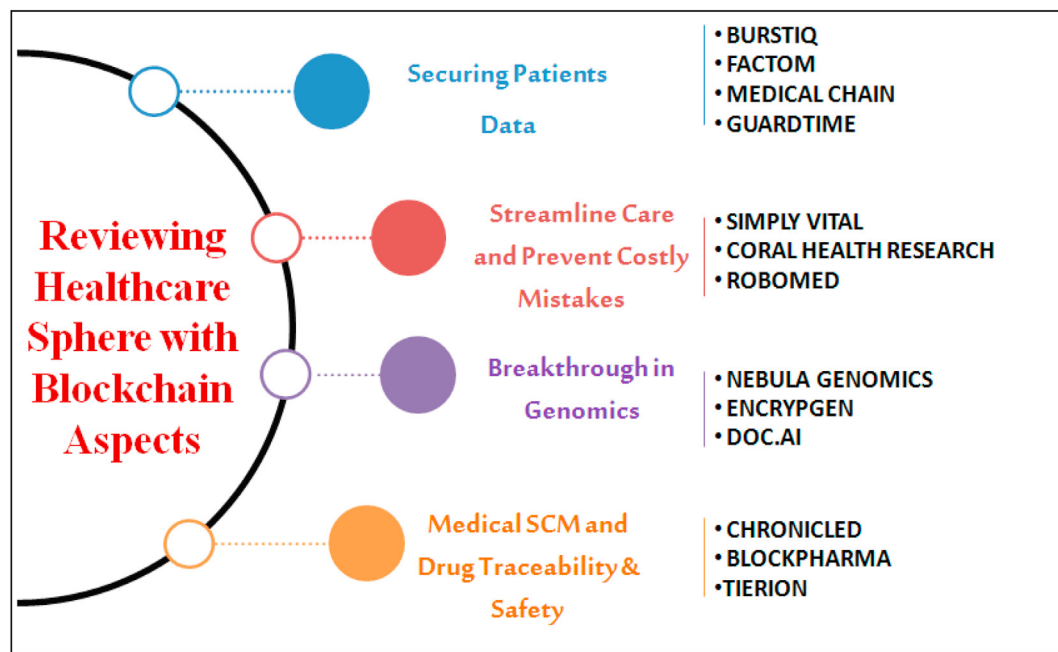 Reviewing
Healthcare
Sphere with
Blockchain
Aspects
Securing Patients
Data
• BURSTIQ
• FACTOM
• MEDICAL CHAIN
• GUARDTIME
Streamline Care
and Prevent Costly
Mistakes
• SIMPLY VITAL
• CORAL HEALTH RESEARCH
• ROBOMED
Breakthrough in
Genomics
• NEBULA GENOMICS
• ENCRYPGEN
• DOC.AI
Medical SCM and
Drug Traceability &
Safety
• CHRONICLED
• BLOCKPHARMA
•TIERION